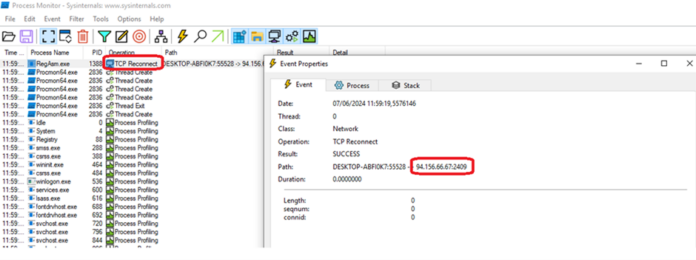 Process Monitor - Sysinternals: www.sysinternals.com
File Edit Event Filter Tools Options Help
Time ... Process Name PID Operation Path Result Detail
11:59:... RegAsm.exe 1388 TCP Reconnect DESKTOP-ABFI0K7:55528 -> 94.156.6
11:59:... Procmon64.exe 2836 Thread Create
11:59:... Procmon64.exe 2836 Thread Create
11:59:... Procmon64.exe 2836 Thread Create
11:59:... Procmon64.exe 2836 Thread Exit
11:59:... Procmon64.exe 2836 Thread Create
11:59:... Idle 0 Process Profiling
11:59:... System 4 Process Profiling
11:59:... Registry 88 Process Profiling
11:59:... smss.exe 288 Process Profiling
11:59:... csrss.exe 388 Process Profiling
11:59:... wininit.exe 464 Process Profiling
11:59:... csrss.exe 484 Process Profiling
11:59:... winlogon.exe 536 Process Profiling
11:59:... services.exe 600 Process Profiling
11:59:... lsass.exe 616 Process Profiling
11:59:... fontdrvhost.exe 688 Process Profiling
11:59:... fontdrvhost.exe 692 Process Profiling
11:59:... svchost.exe 720 Process Profiling
11:59:... svchost.exe 796 Process Profiling
11:59:... svchost.exe 844 Process Profiling
Event Properties
Event Process Stack
Date: 07/06/2024 11:59:19,5576146
Thread: 0
Class: Network
Operation: TCP Reconnect
Result: SUCCESS
Path: DESKTOP-ABFI0K7:55528 -> 94.156.66.67:2409
Duration: 0.0000000
Length: 0
seqnum: 0
connid: 0